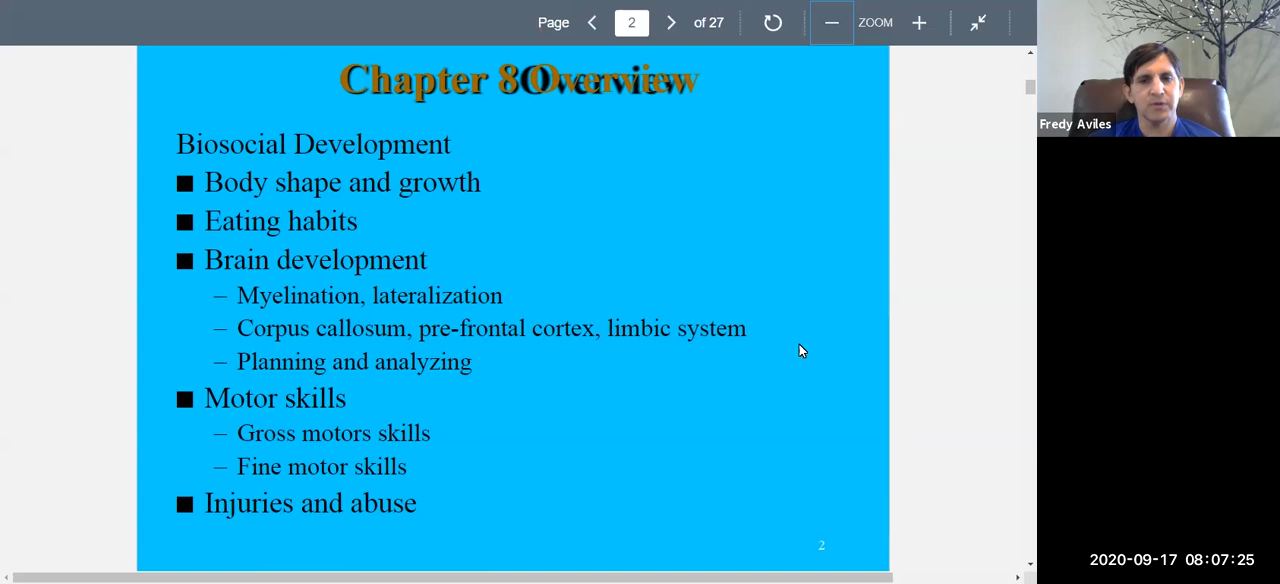 Page 2 of 27 ZOOM
Chapter 8 Overview
Biosocial Development
■ Body shape and growth
■ Eating habits
■ Brain development
– Myelination, lateralization
– Corpus callosum, pre-frontal cortex, limbic system
– Planning and analyzing
■ Motor skills
– Gross motors skills
– Fine motor skills
■ Injuries and abuse
2
Fredy Aviles
2020-09-17 08:07:25